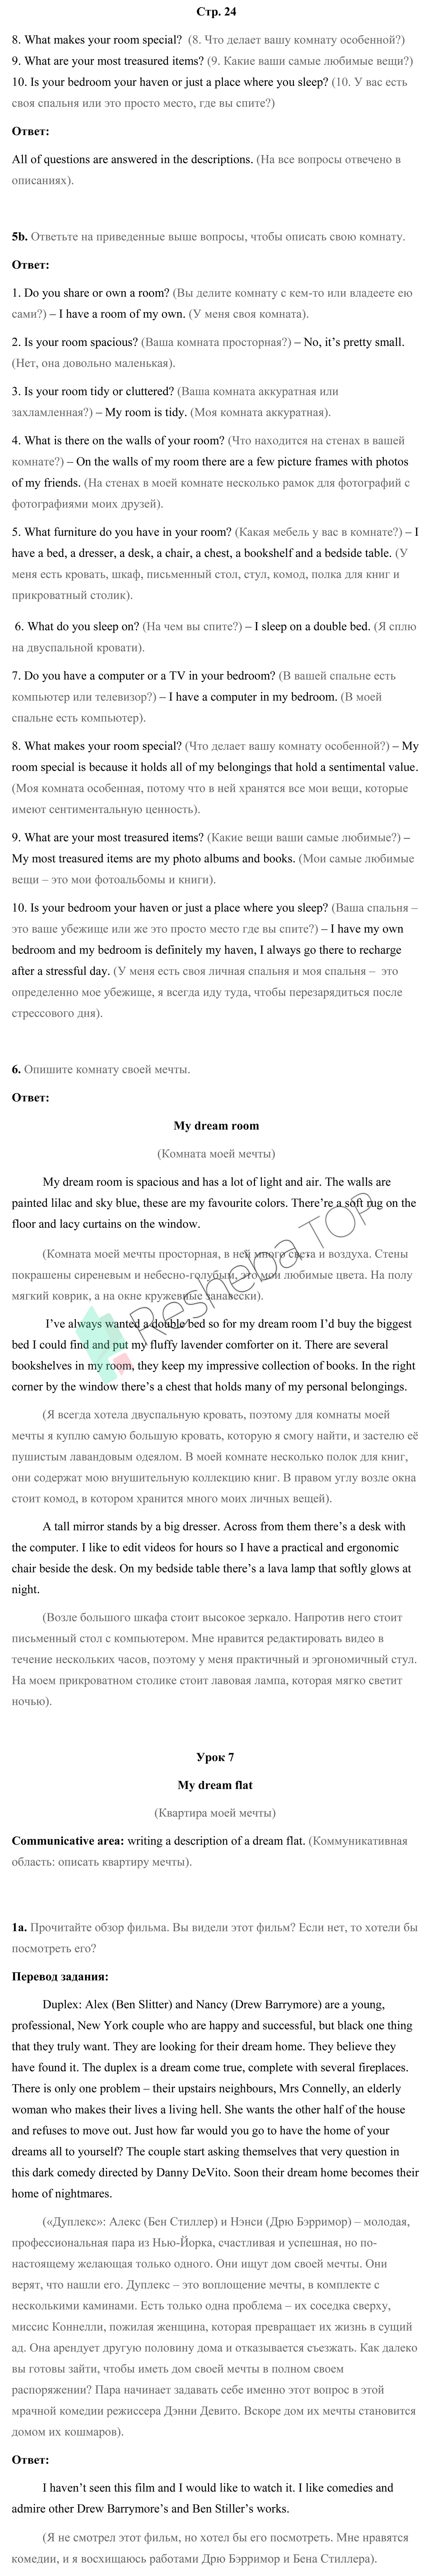 Стр. 24
8. What makes your room special?  (8. Что делает вашу комнату особенной?)
9. What are your most treasured items? (9. Какие ваши самые любимые вещи?)
10. Is your bedroom your haven or just a place where you sleep? (10. У вас есть
своя спальня или это просто место, где вы спите?)
Ответ:
All of questions are answered in the descriptions. (На все вопросы отвечено в
описаниях).
5b. Ответьте на приведенные выше вопросы, чтобы описать свою комнату.
Ответ:
1. Do you share or own a room? (Вы делите комнату с кем-то или владеете ею
сами?) – I have a room of my own. (У меня своя комната).
2. Is your room spacious? (Ваша комната просторная?) – No, it’s pretty small.
(Нет, она довольно маленькая).
3. Is your room tidy or cluttered? (Ваша комната аккуратная или
захламленная?) – My room is tidy. (Моя комната аккуратная).
4. What is there on the walls of your room? (Что находится на стенах в вашей
комнате?) – On the walls of my room there are a few picture frames with photos
of my friends. (На стенах в моей комнате несколько рамок для фотографий с
фотографиями моих друзей).
5. What furniture do you have in your room? (Какая мебель у вас в комнате?) – I
have a bed, a dresser, a desk, a chair, a chest, a bookshelf and a bedside table. (У
меня есть кровать, шкаф, письменный стол, стул, комод, полка для книг и
прикроватный столик).
6. What do you sleep on? (На чем вы спите?) – I sleep on a double bed. (Я сплю
на двуспальной кровати).
7. Do you have a computer or a TV in your bedroom? (В вашей спальне есть
компьютер или телевизор?) – I have a computer in my bedroom. (В моей
спальне есть компьютер).
8. What makes your room special? (Что делает вашу комнату особенной?) – My
room special is because it holds all of my belongings that hold a sentimental value.
(Моя комната особенная, потому что в ней хранятся все мои вещи, которые
имеют сентиментальную ценность).
9. What are your most treasured items? (Какие вещи ваши самые любимые?) –
My most treasured items are my photo albums and books. (Мои самые любимые
вещи – это мои фотоальбомы и книги).
10. Is your bedroom your haven or just a place where you sleep? (Ваша спальня –
это ваше убежище или же это просто место где вы спите?) – I have my own
bedroom and my bedroom is definitely my haven, I always go there to recharge
after a stressful day. (У меня есть своя личная спальня и моя спальня –  это
определенно мое убежище, я всегда иду туда, чтобы перезарядиться после
стрессового дня).
6. Опишите комнату своей мечты.
Ответ:
My dream room
(Комната моей мечты)
My dream room is spacious and has a lot of light and air. The walls are
painted lilac and sky blue, these are my favourite colors. There’re a soft rug on the
floor and lacy curtains on the window.
(Комната моей мечты просторная, в ней много света и воздуха. Стены
покрашены сиреневым и небесно-голубым, это мои любимые цвета. На полу
мягкий коврик, а на окне кружевные занавески).
I’ve always wanted a double bed so for my dream room I’d buy the biggest
bed I could find and put my fluffy lavender comforter on it. There are several
bookshelves in my room, they keep my impressive collection of books. In the right
corner by the window there’s a chest that holds many of my personal belongings.
(Я всегда хотела двуспальную кровать, поэтому для комнаты моей
мечты я куплю самую большую кровать, которую я смогу найти, и застелю её
пушистым лавандовым одеялом. В моей комнате несколько полок для книг,
они содержат мою внушительную коллекцию книг. В правом углу возле окна
стоит комод, в котором хранится много моих личных вещей).
A tall mirror stands by a big dresser. Across from them there’s a desk with
the computer. I like to edit videos for hours so I have a practical and ergonomic
chair beside the desk. On my bedside table there’s a lava lamp that softly glows at
night.
(Возле большого шкафа стоит высокое зеркало. Напротив него стоит
письменный стол с компьютером. Мне нравится редактировать видео в
течение нескольких часов, поэтому у меня практичный и эргономичный стул.
На моем прикроватном столике стоит лавовая лампа, которая мягко светит
ночью).
ReshebaTOP
Урок 7
My dream flat
(Квартира моей мечты)
Communicative area: writing a description of a dream flat. (Коммуникативная
область: описать квартиру мечты).
1a. Прочитайте обзор фильма. Вы видели этот фильм? Если нет, то хотели бы
посмотреть его?
Перевод задания:
Duplex: Alex (Ben Slitter) and Nancy (Drew Barrymore) are a young,
professional, New York couple who are happy and successful, but black one thing
that they truly want. They are looking for their dream home. They believe they
have found it. The duplex is a dream come true, complete with several fireplaces.
There is only one problem – their upstairs neighbours, Mrs Connelly, an elderly
woman who makes their lives a living hell. She wants the other half of the house
and refuses to move out. Just how far would you go to have the home of your
dreams all to yourself? The couple start asking themselves that very question in
this dark comedy directed by Danny DeVito. Soon their dream home becomes their
home of nightmares.
(«Дуплекс»: Алекс (Бен Стиллер) и Нэнси (Дрю Бэрримор) – молодая,
профессиональная пара из Нью-Йорка, счастливая и успешная, но по-
настоящему желающая только одного. Они ищут дом своей мечты. Они
верят, что нашли его. Дуплекс – это воплощение мечты, в комплекте с
несколькими каминами. Есть только одна проблема – их соседка сверху,
миссис Коннелли, пожилая женщина, которая превращает их жизнь в сущий
ад. Она арендует другую половину дома и отказывается съезжать. Как далеко
вы готовы зайти, чтобы иметь дом своей мечты в полном своем
распоряжении? Пара начинает задавать себе именно этот вопрос в этой
мрачной комедии режиссера Дэнни Девито. Вскоре дом их мечты становится
домом их кошмаров).
Ответ:
I haven’t seen this film and I would like to watch it. I like comedies and
admire other Drew Barrymore’s and Ben Stiller’s works.
(Я не смотрел этот фильм, но хотел бы его посмотреть. Мне нравятся
комедии, и я восхищаюсь работами Дрю Бэрримор и Бена Стиллера).